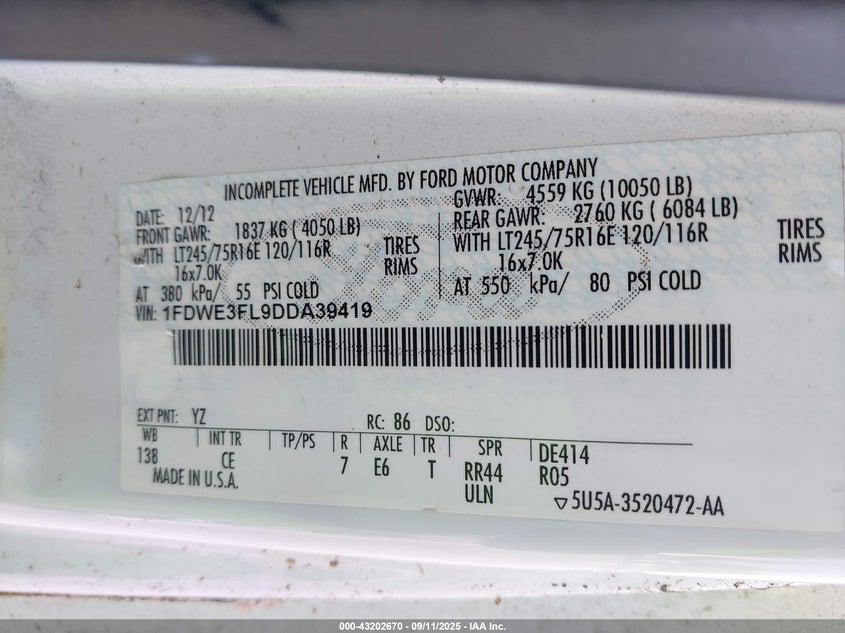 INCOMPLETE VEHICLE MFD. BY FORD MOTOR COMPANY
DATE: 12/12 GVWR: 4559 KG (10050 LB)
FRONT GAWR: 1837 KG ( 4050 LB) REAR GAWR: 2760 KG ( 6084 LB)
WITH LT245/75R16E 120/116R TIRES WITH LT245/75R16E 120/116R TIRES
16x7.0K RIMS 16x7.0K RIMS
AT 380 kPa/ 55 PSI COLD AT 550 kPa/ 80 PSI COLD
VIN: 1FDWE3FL9DDA39419
EXT PNT: YZ RC: 86 DSO:
WB INT TR TP/PS R AXLE TR SPR DE414
138 CE 7 E6 T RR44 R05
MADE IN U.S.A. ULN ▽5U5A-3520472-AA
000-43202670 - 09/11/2025 - IAA Inc.